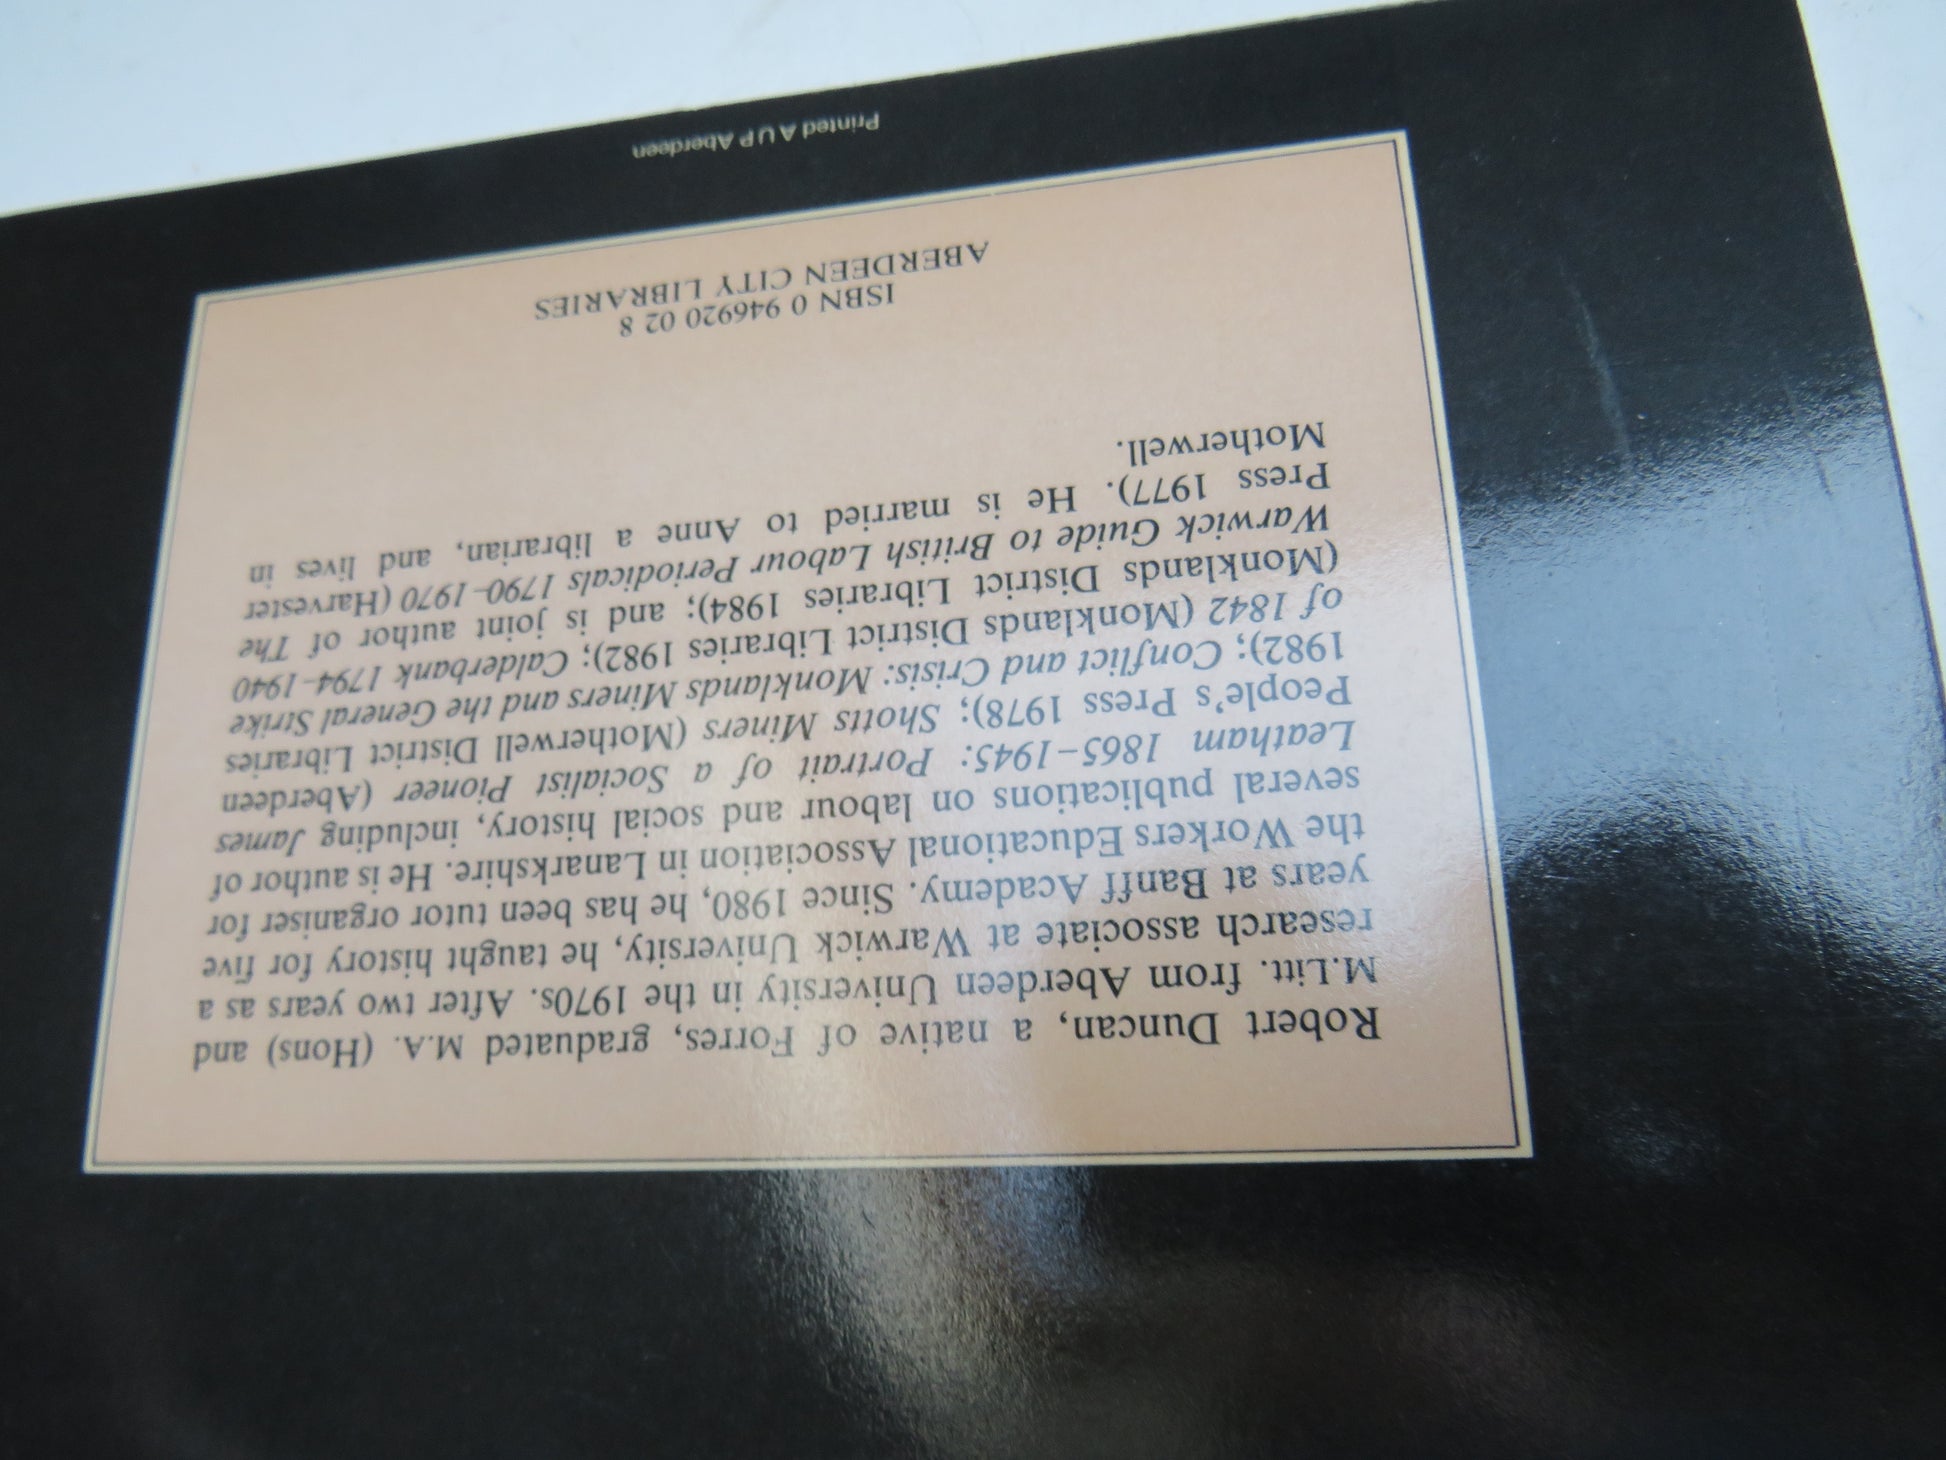 Robert Duncan, a native of Forres, graduated M.A. (Hons) and
M.Litt. from Aberdeen University in the 1970s. After two years as a
research associate at Warwick University, he taught history for five
years at Banff Academy. Since 1980, he has been tutor organiser for
the Workers Educational Association in Lanarkshire. He is author of
several publications on labour and social history, including James
Leatham 1865–1945: Portrait of a Socialist Pioneer (Aberdeen
People's Press 1978); Shotts Miners (Motherwell District Libraries
1982); Conflict and Crisis: Monklands Miners and the General Strike
of 1842 (Monklands District Libraries 1982); Calderbank 1794–1940
(Monklands District Libraries 1984); and is joint author of The
Warwick Guide to British Labour Periodicals 1790–1970 (Harvester
Press 1977). He is married to Anne a librarian, and lives in
Motherwell.
ISBN 0 946920 02 8
ABERDEEN CITY LIBRARIES
Printed A U P Aberdeen